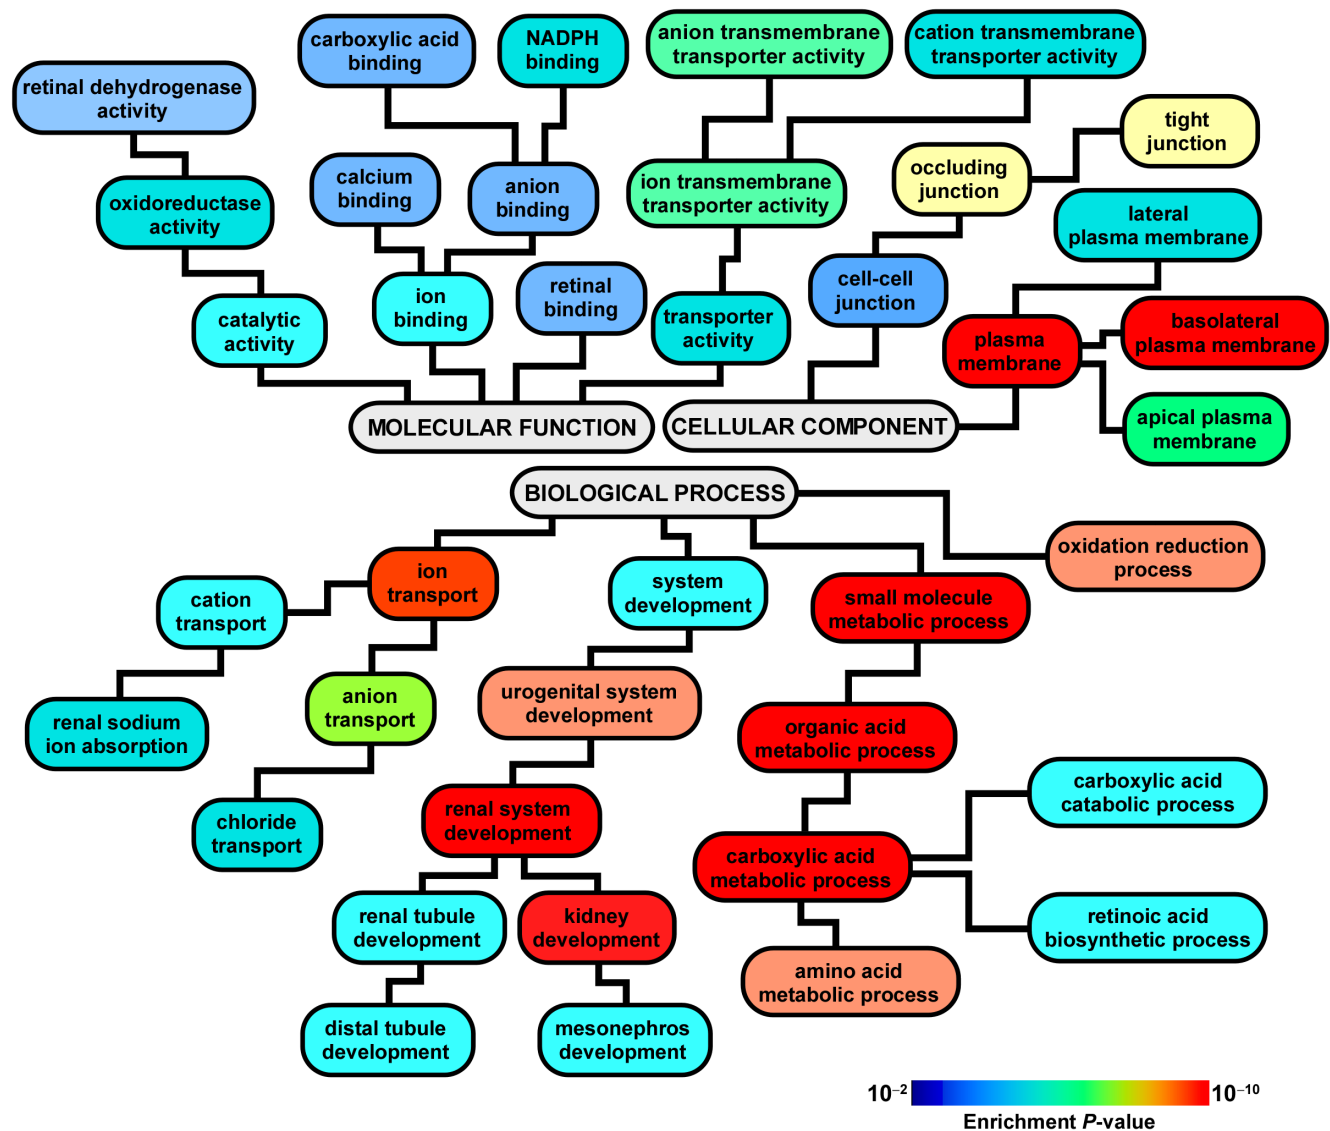 carboxylic acid
binding
NADPH
binding
anion transmembrane
transporter activity
cation transmembrane
transporter activity
retinal dehydrogenase
activity
tight
junction
calcium
binding
anion
binding
ion transmembrane
transporter activity
occluding
junction
oxidoreductase
activity
lateral
plasma membrane
ion
binding
retinal
binding
cell-cell
junction
catalytic
activity
transporter
activity
plasma
membrane
basolateral
plasma membrane
MOLECULAR FUNCTION
CELLULAR COMPONENT
apical plasma
membrane
BIOLOGICAL PROCESS
oxidation reduction
process
ion
transport
system
development
small molecule
metabolic process
cation
transport
anion
transport
urogenital system
development
renal sodium
ion absorption
organic acid
metabolic process
carboxylic acid
catabolic process
chloride
transport
renal system
development
carboxylic acid
metabolic process
renal tubule
development
kidney
development
retinoic acid
biosynthetic process
amino acid
metabolic process
distal tubule
development
mesonephros
development
10⁻² 10⁻¹⁰
Enrichment P-value